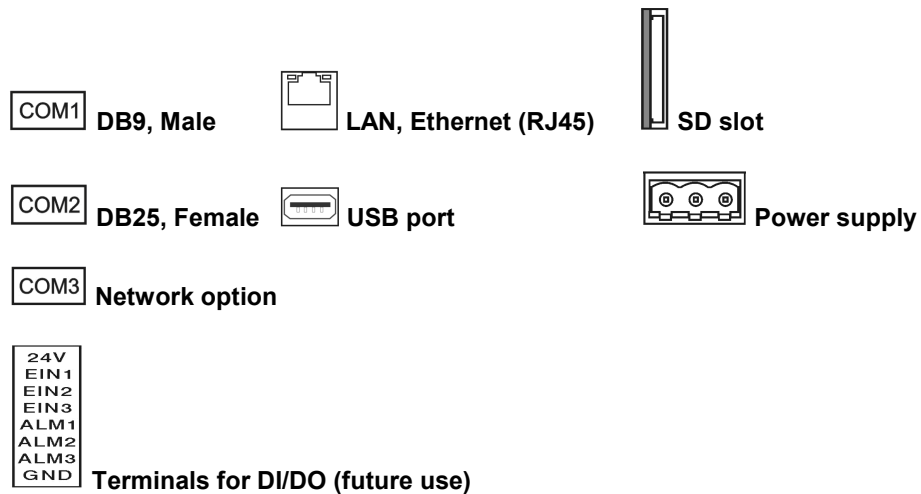 COM1 DB9, Male
LAN, Ethernet (RJ45)
SD slot
COM2 DB25, Female
USB port
Power supply
COM3 Network option
24V
EIN1
EIN2
EIN3
ALM1
ALM2
ALM3
GND
Terminals for DI/DO (future use)